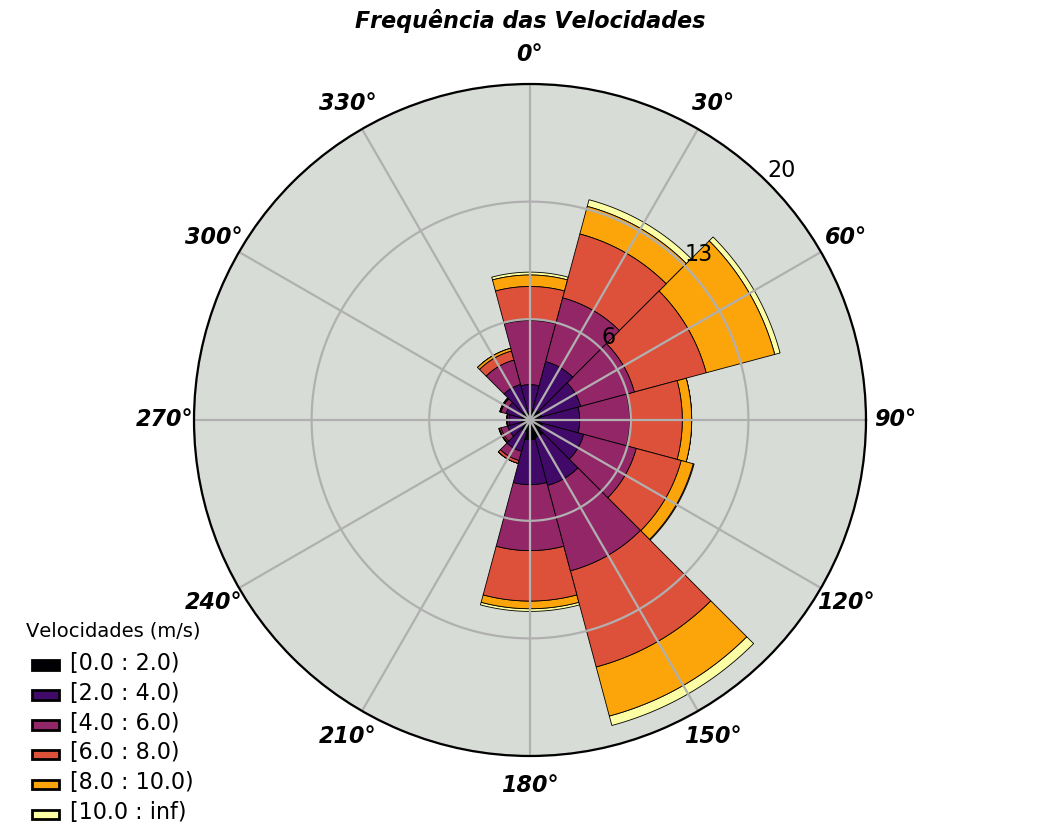 Frequência das Velocidades
0°
330°
30°
20
300°
60°
13
6
270°
90°
240°
120°
210°
150°
180°
Velocidades (m/s)
[0.0 : 2.0)
[2.0 : 4.0)
[4.0 : 6.0)
[6.0 : 8.0)
[8.0 : 10.0)
[10.0 : inf)